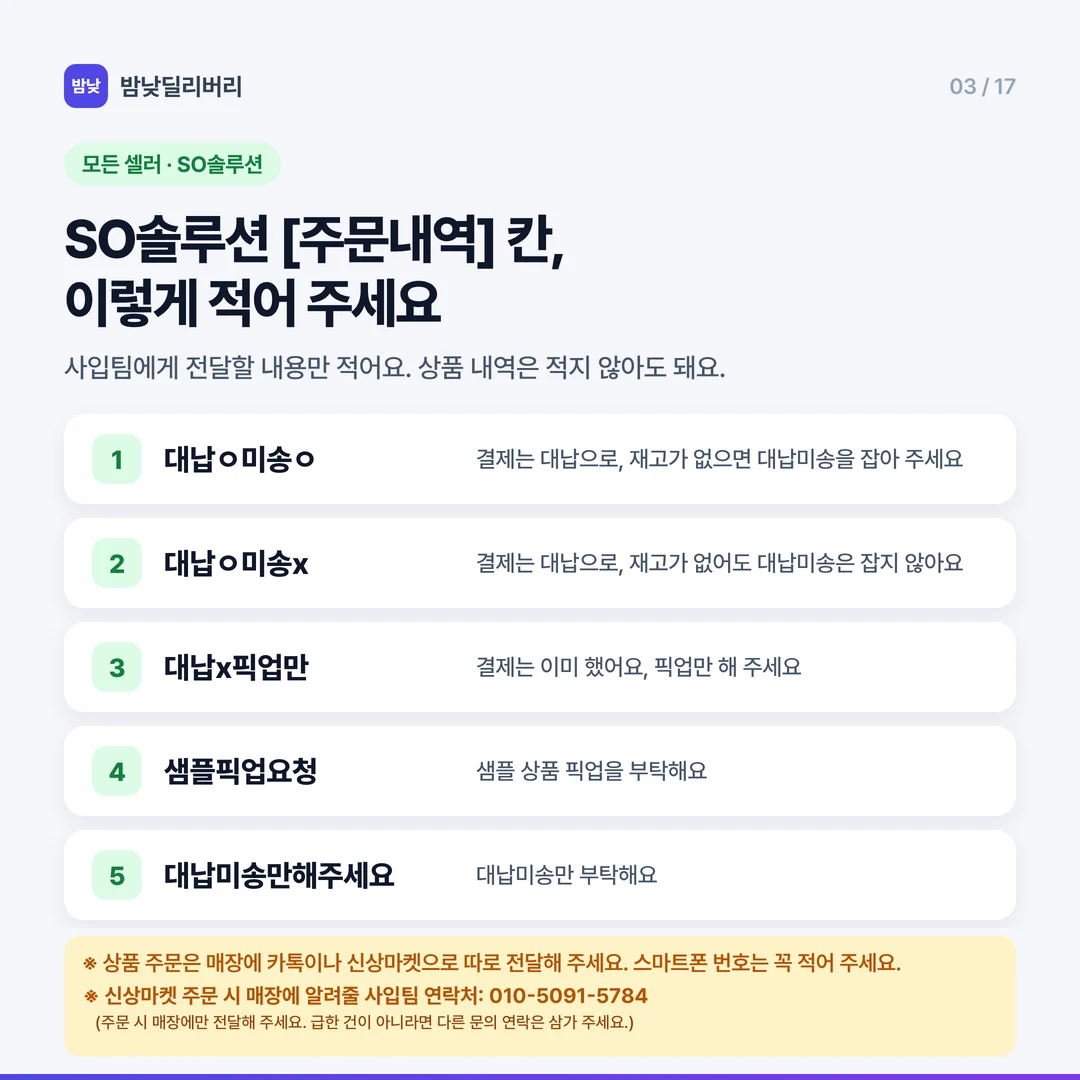 밤낮 밤낮딜리버리
03 / 17
모든 셀러 · SO솔루션
SO솔루션 [주문내역] 칸,
이렇게 적어 주세요
사입팀에게 전달할 내용만 적어요. 상품 내역은 적지 않아도 돼요.
1 대납ㅇ미송ㅇ 결제는 대납으로, 재고가 없으면 대납미송을 잡아 주세요
2 대납ㅇ미송x 결제는 대납으로, 재고가 없어도 대납미송은 잡지 않아요
3 대납x픽업만 결제는 이미 했어요, 픽업만 해 주세요
4 샘플픽업요청 샘플 상품 픽업을 부탁해요
5 대납미송만해주세요 대납미송만 부탁해요
※ 상품 주문은 매장에 카톡이나 신상마켓으로 따로 전달해 주세요. 스마트폰 번호는 꼭 적어 주세요.
※ 신상마켓 주문 시 매장에 알려줄 사입팀 연락처: 010-5091-5784
(주문 시 매장에만 전달해 주세요. 급한 건이 아니라면 다른 문의 연락은 삼가 주세요.)